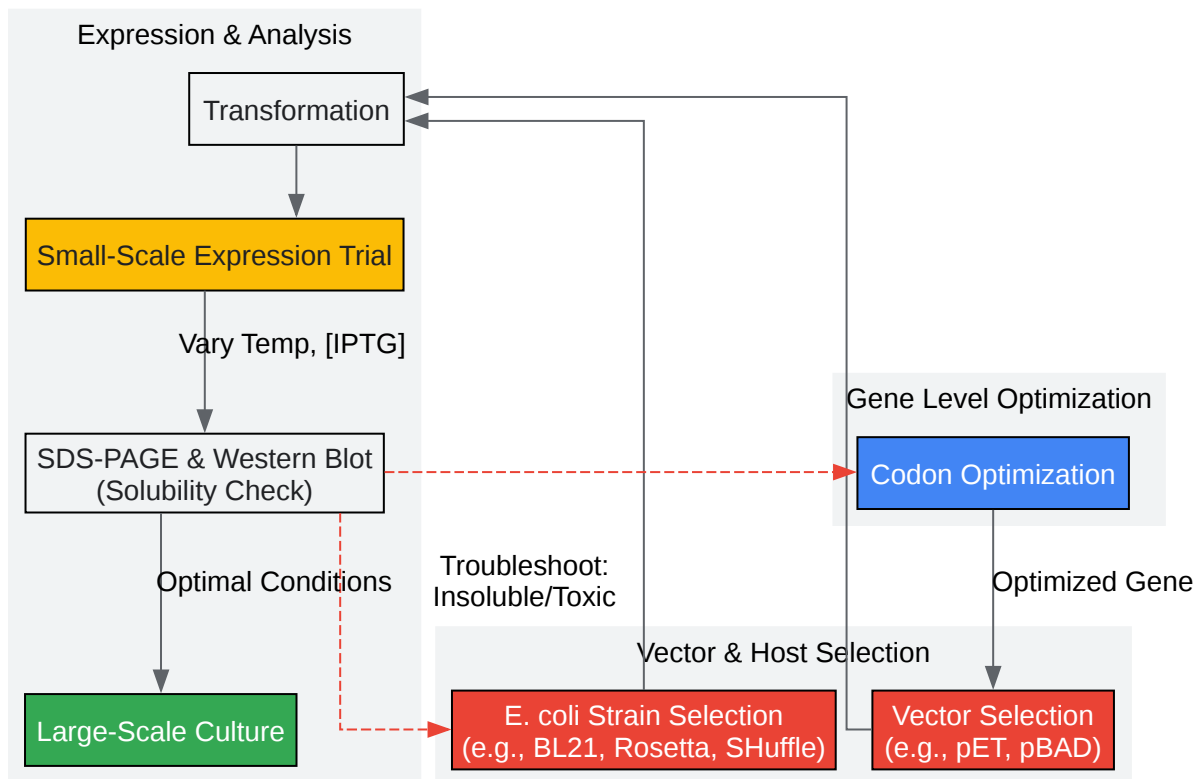 Expression & Analysis
Transformation
Small-Scale Expression Trial
Vary Temp, [IPTG]
Gene Level Optimization
SDS-PAGE & Western Blot
(Solubility Check)
Codon Optimization
Troubleshoot:
Insoluble/Toxic
Optimal Conditions
Optimized Gene
Vector & Host Selection
Large-Scale Culture
E. coli Strain Selection
(e.g., BL21, Rosetta, SHuffle)
Vector Selection
(e.g., pET, pBAD)